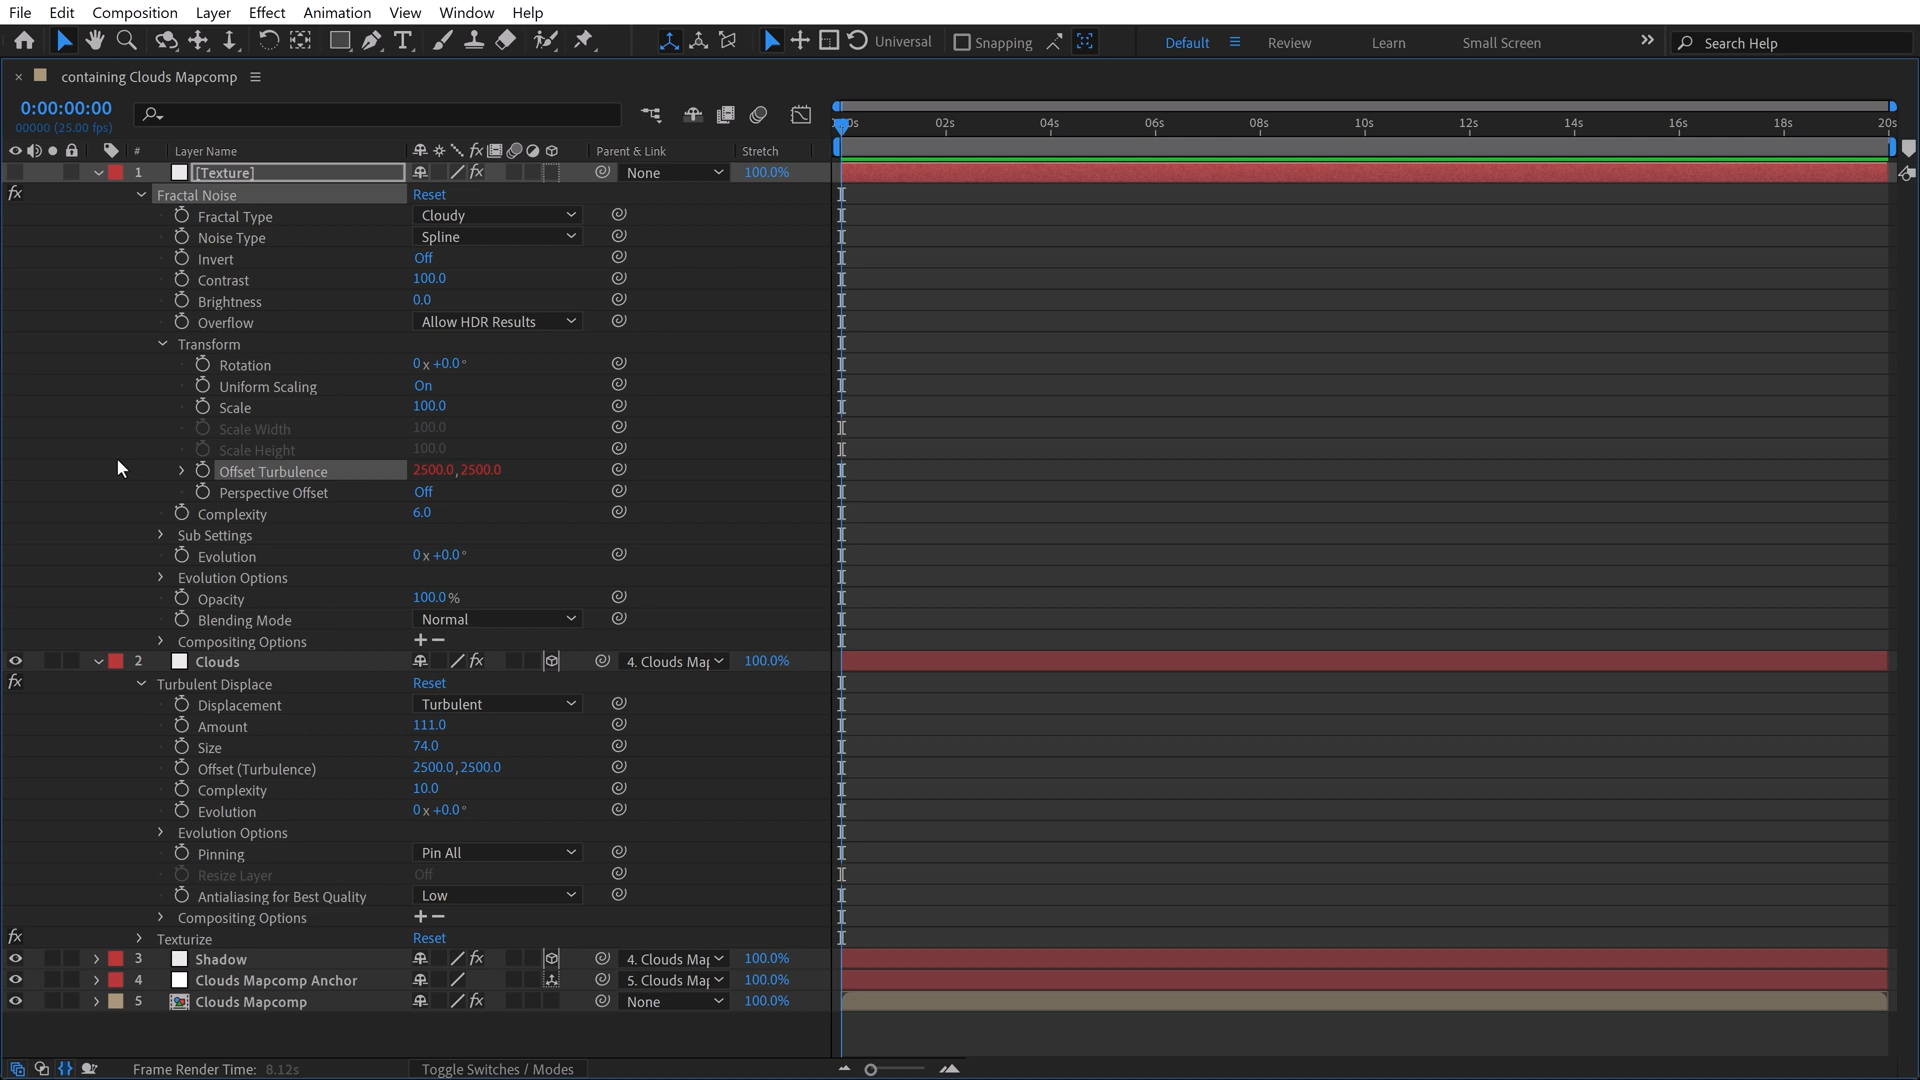 File Edit Composition Layer Effect Animation View Window Help
Universal Snapping Default Review Learn Small Screen Search Help
containing Clouds Mapcomp
0:00:00:00
00000 (25.00 fps)
02s 04s 06s 08s 10s 12s 14s 16s 18s 20s
# Layer Name Parent & Link Stretch
1 [Texture] None 100.0%
Fractal Noise Reset
Fractal Type Cloudy
Noise Type Spline
Invert Off
Contrast 100.0
Brightness 0.0
Overflow Allow HDR Results
Transform
Rotation 0 x +0.0°
Uniform Scaling On
Scale 100.0
Scale Width 100.0
Scale Height 100.0
Offset Turbulence 2500.0, 2500.0
Perspective Offset Off
Complexity 6.0
Sub Settings
Evolution 0 x +0.0°
Evolution Options
Opacity 100.0 %
Blending Mode Normal
Compositing Options + −
2 Clouds 4. Clouds Map 100.0%
Turbulent Displace Reset
Displacement Turbulent
Amount 111.0
Size 74.0
Offset (Turbulence) 2500.0, 2500.0
Complexity 10.0
Evolution 0 x +0.0°
Evolution Options
Pinning Pin All
Resize Layer Off
Antialiasing for Best Quality Low
Compositing Options + −
Texturize Reset
3 Shadow 4. Clouds Map 100.0%
4 Clouds Mapcomp Anchor 5. Clouds Map 100.0%
5 Clouds Mapcomp None 100.0%
Frame Render Time: 8.12s Toggle Switches / Modes